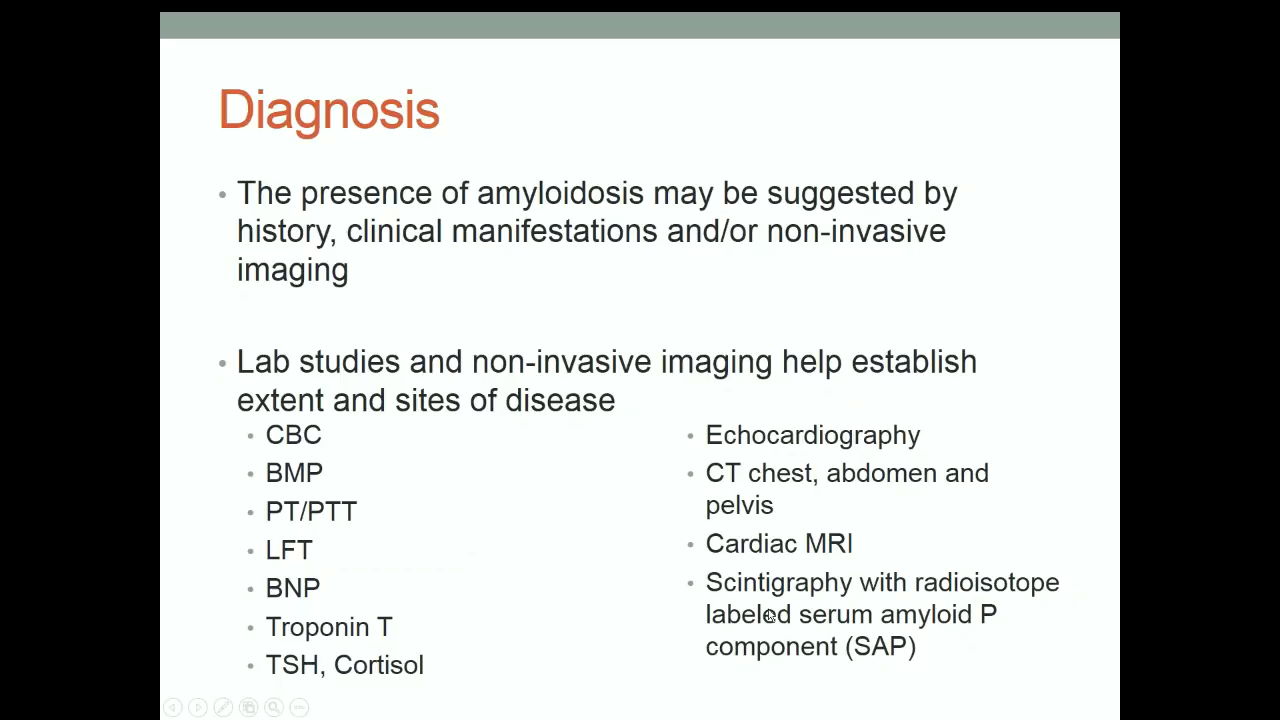 Diagnosis
• The presence of amyloidosis may be suggested by
history, clinical manifestations and/or non-invasive
imaging
• Lab studies and non-invasive imaging help establish
extent and sites of disease
• CBC
• BMP
• PT/PTT
• LFT
• BNP
• Troponin T
• TSH, Cortisol
• Echocardiography
• CT chest, abdomen and
pelvis
• Cardiac MRI
• Scintigraphy with radioisotope
labeled serum amyloid P
component (SAP)